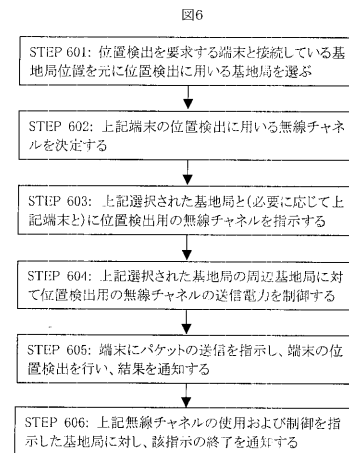 図6
STEP 601: 位置検出を要求する端末と接続している基
地局位置を元に位置検出に用いる基地局を選ぶ
STEP 602: 上記端末の位置検出に用いる無線チャネ
ルを決定する
STEP 603: 上記選択された基地局と(必要に応じて上
記端末と)に位置検出用の無線チャネルを指示する
STEP 604: 上記選択された基地局の周辺基地局に対
て位置検出用の無線チャネルの送信電力を制御する
STEP 605: 端末にパケットの送信を指示し、端末の位
置検出を行い、結果を通知する
STEP 606: 上記無線チャネルの使用および制御を指
示した基地局に対し、該指示の終了を通知する